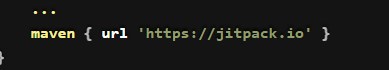 ...
maven { url 'https://jitpack.io' }
}